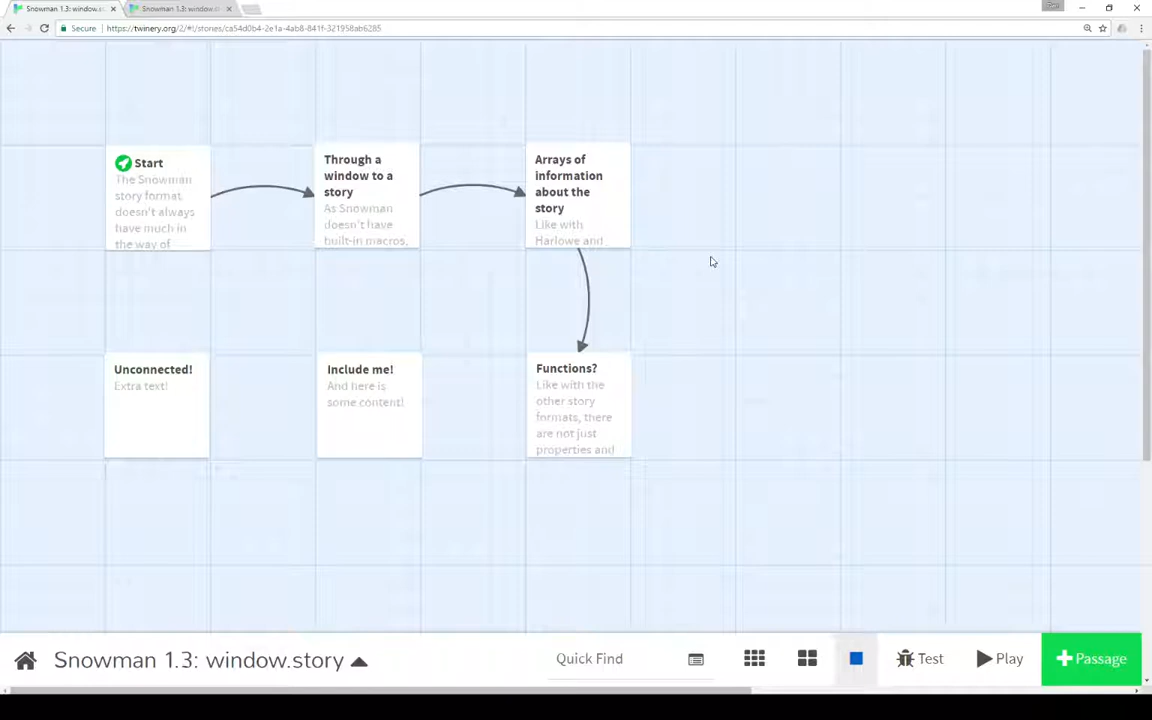 Snowman 1.3: window.s
Snowman 1.3: window.s
Secure
https://twinery.org/2/#!/stories/ca54d0b4-2e1a-4ab8-841f-321958ab6285
Start
The Snowman
story format,
doesn't always
have much in
the way of
Through a
window to a
story
As Snowman
doesn't have
built-in macros,
Arrays of
information
about the
story
Like with
Harlowe and
Unconnected!
Extra text!
Include me!
And here is
some content!
Functions?
Like with the
other story
formats, there
are not just
properties and
Snowman 1.3: window.story
Quick Find
Test
Play
Passage